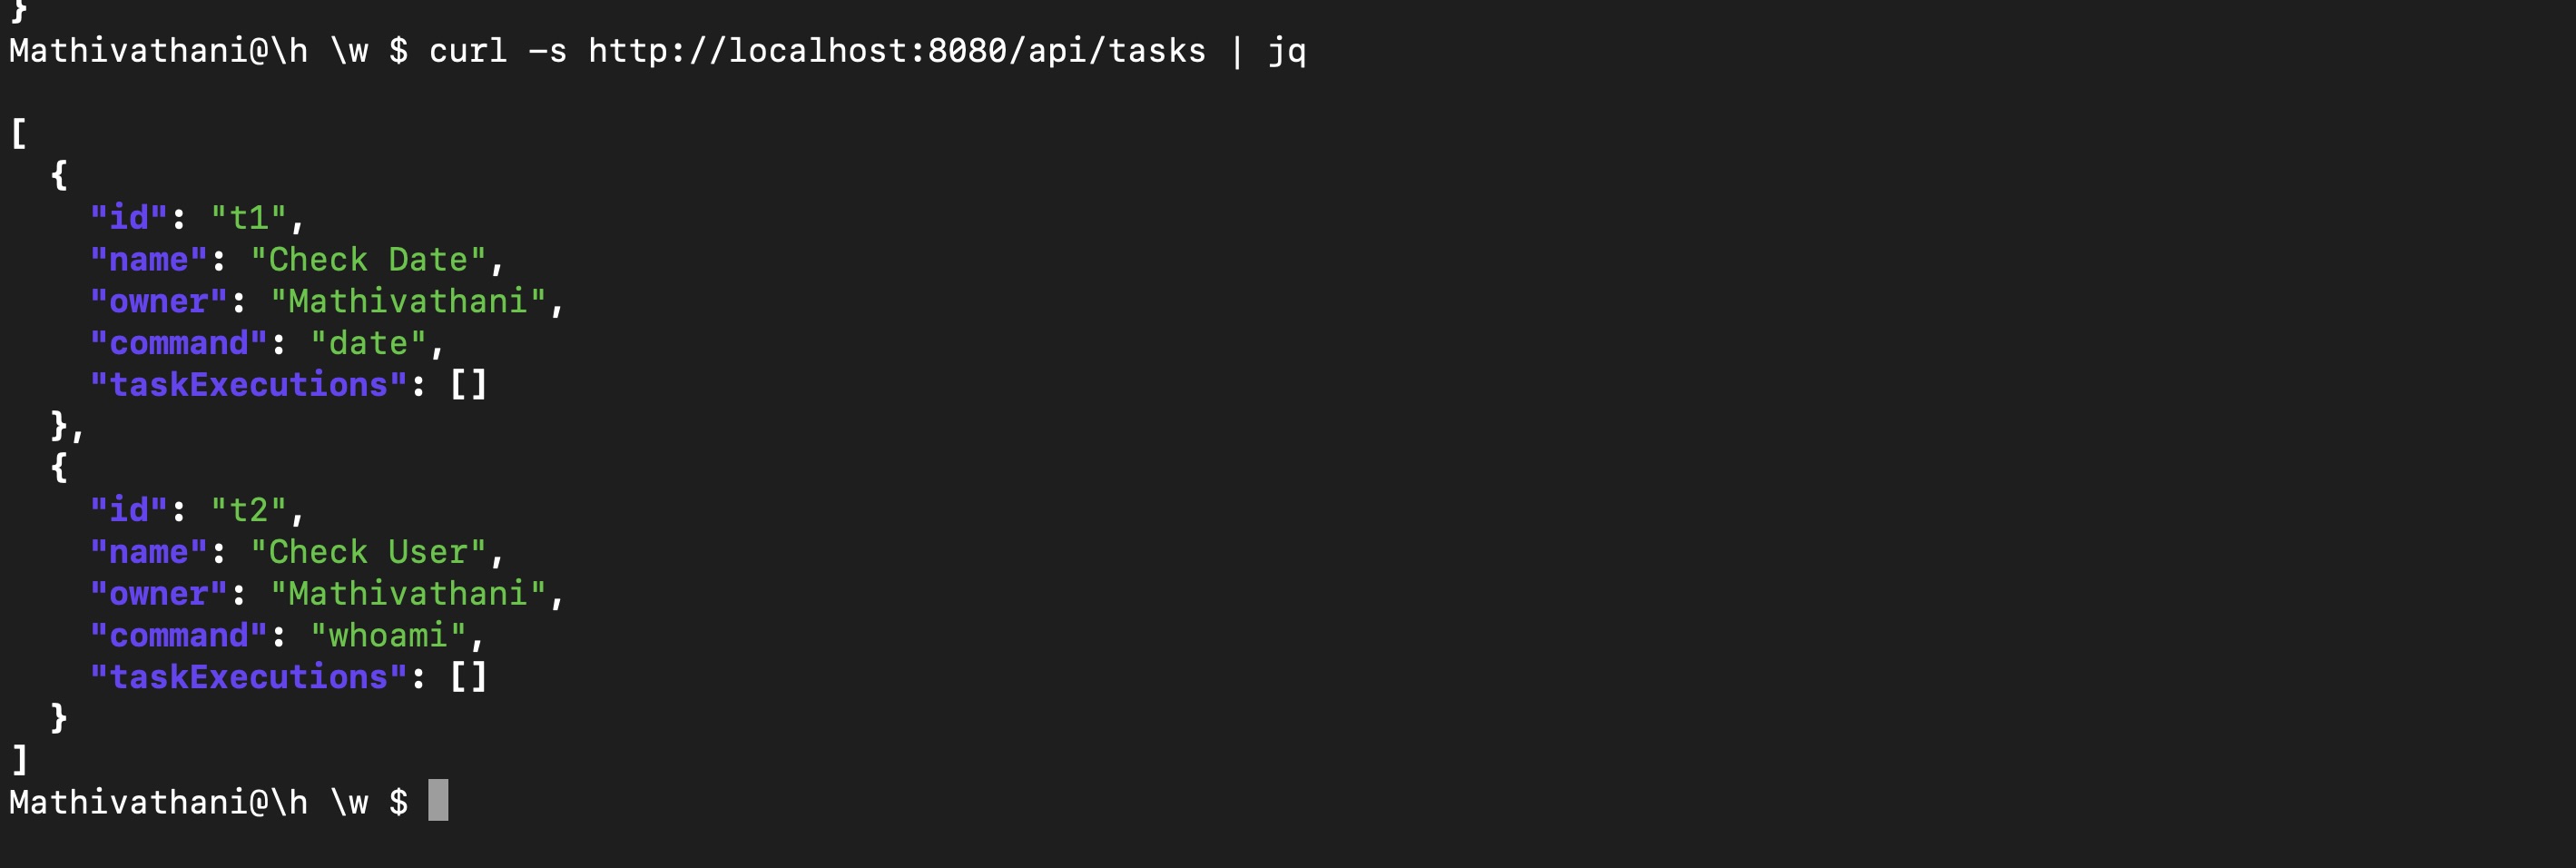 }
Mathivathani@\h \w $ curl -s http://localhost:8080/api/tasks | jq
[
  {
    "id": "t1",
    "name": "Check Date",
    "owner": "Mathivathani",
    "command": "date",
    "taskExecutions": []
  },
  {
    "id": "t2",
    "name": "Check User",
    "owner": "Mathivathani",
    "command": "whoami",
    "taskExecutions": []
  }
]
Mathivathani@\h \w $